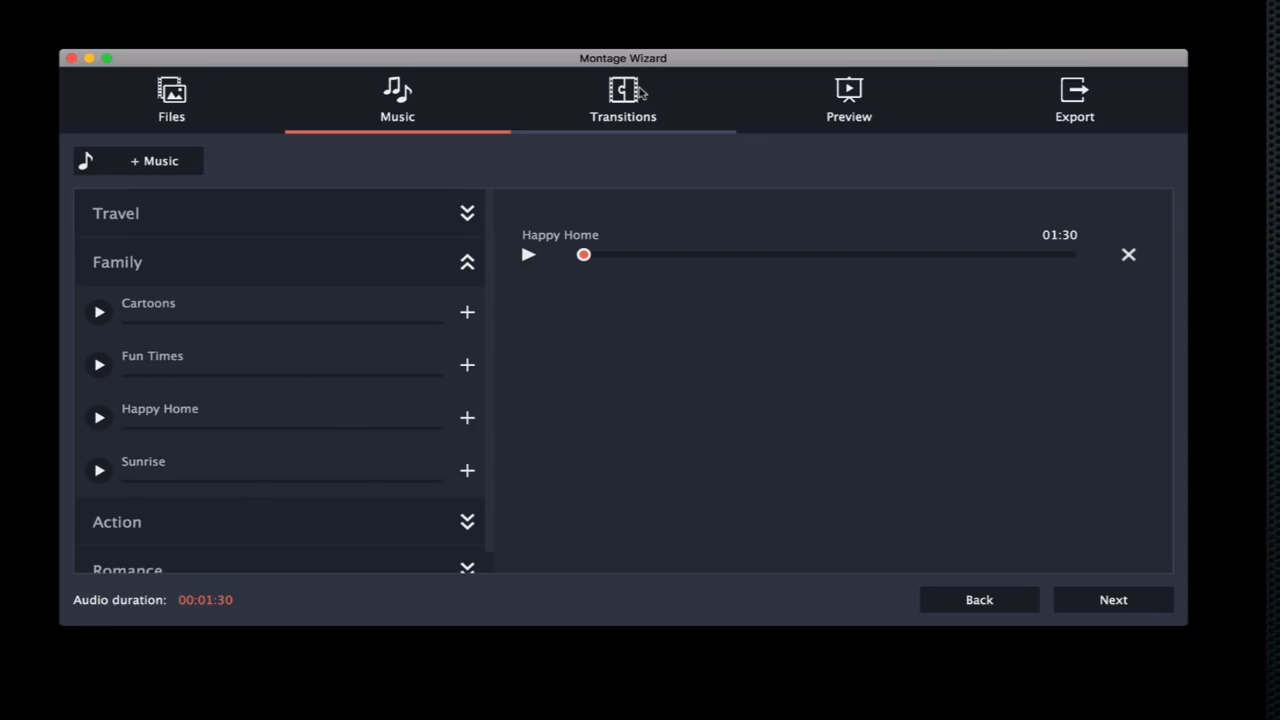 Montage Wizard
Files
Music
Transitions
Preview
Export
+ Music
Travel
Family
Cartoons
Fun Times
Happy Home
Sunrise
Action
Romance
Happy Home 01:30
Audio duration: 00:01:30
Back
Next